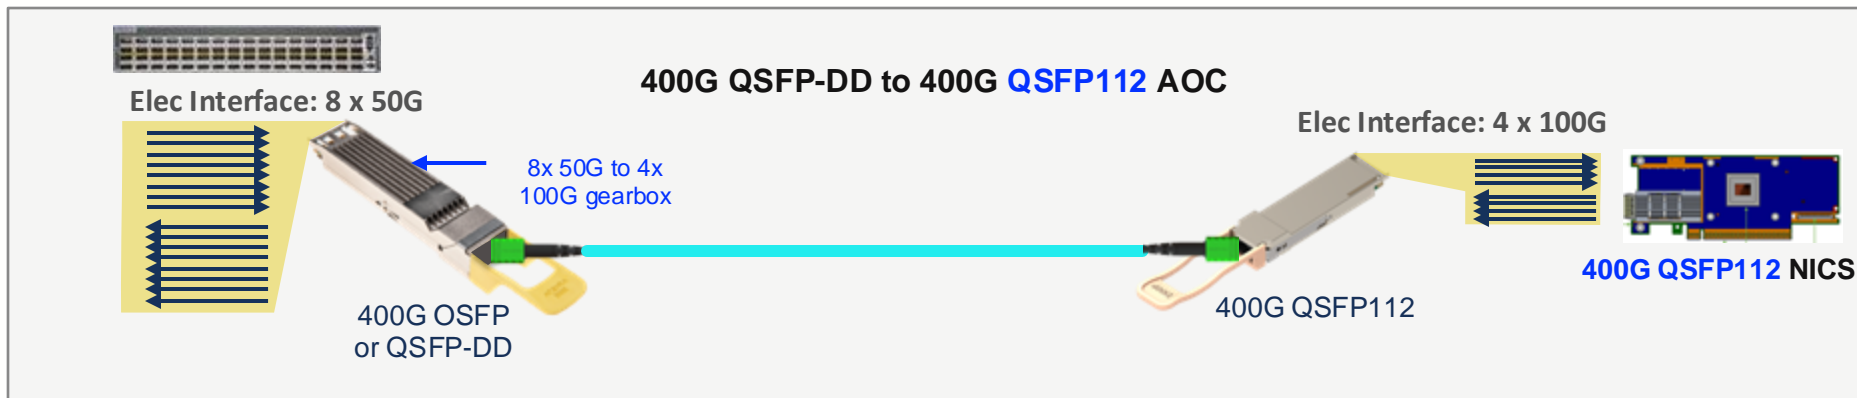 400G QSFP-DD to 400G QSFP112 AOC
Elec Interface: 8 x 50G
Elec Interface: 4 x 100G
8x 50G to 4x
100G gearbox
400G QSFP112 NICS
400G OSFP
or QSFP-DD
400G QSFP112